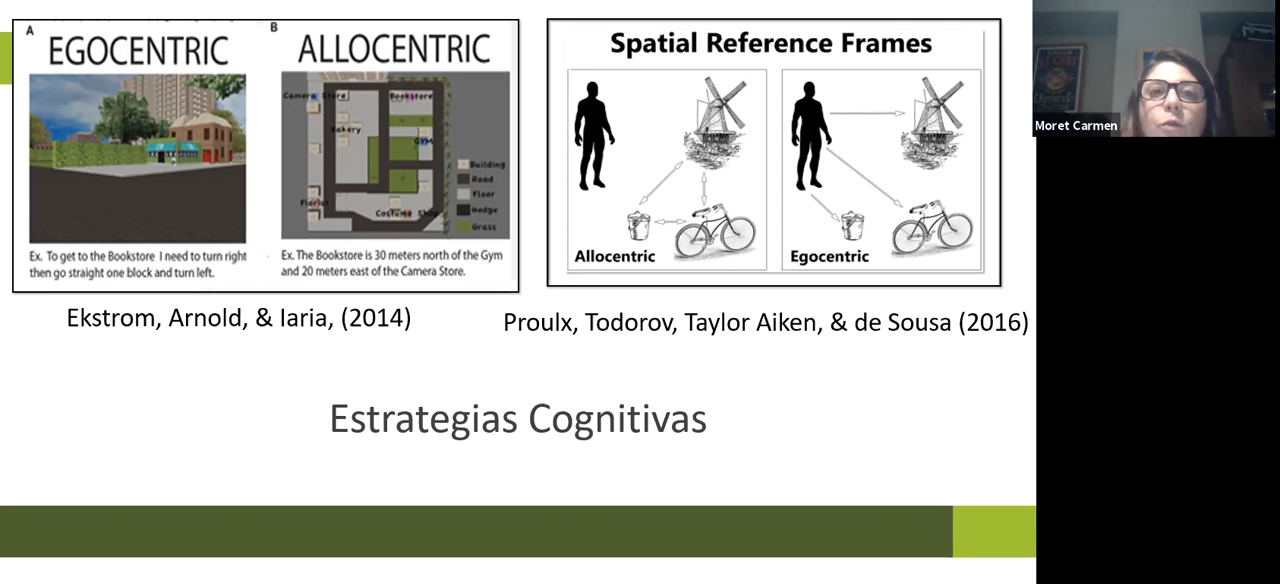 A
EGOCENTRIC
Ex. To get to the Bookstore I need to turn right
then go straight one block and turn left.
B
ALLOCENTRIC
Camera Store
Bookstore
Bakery
GYM
Florist
Costume Shop
Building
Road
Floor
Hedge
Grass
Ex. The Bookstore is 30 meters north of the Gym
and 20 meters east of the Camera Store.
Spatial Reference Frames
Allocentric
Egocentric
Ekstrom, Arnold, & Iaria, (2014)
Proulx, Todorov, Taylor Aiken, & de Sousa (2016)
Estrategias Cognitivas
Moret Carmen